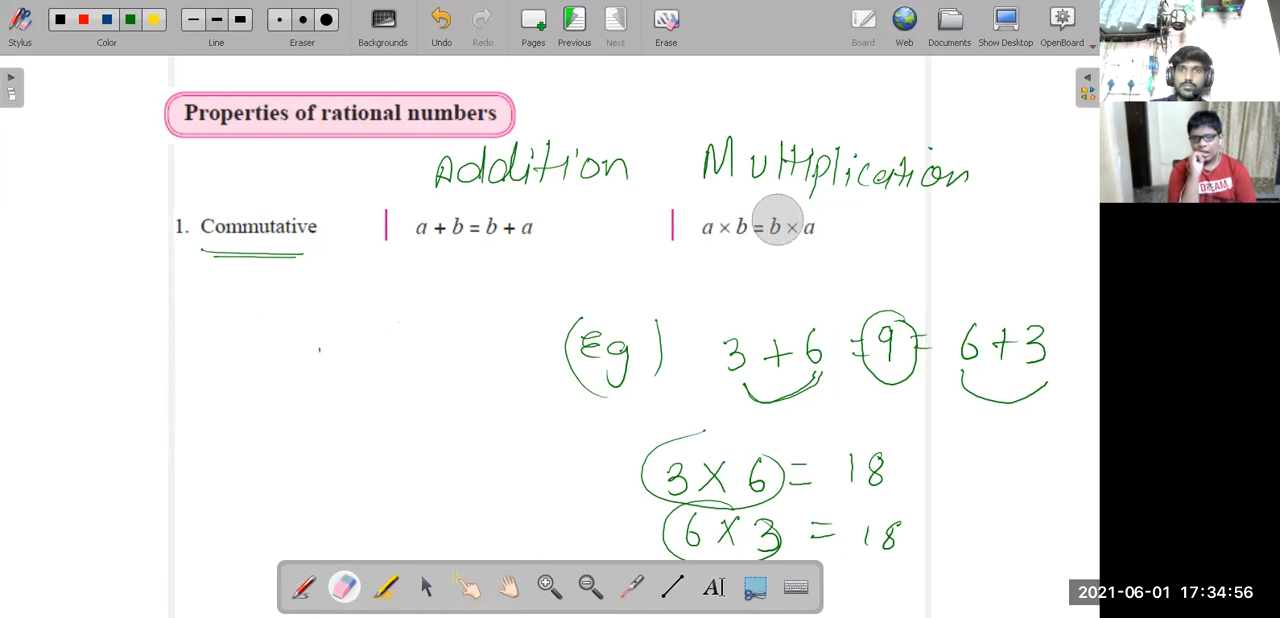 Stylus Color Line Eraser Backgrounds Undo Redo Pages Previous Next Erase Board Web Documents Show Desktop OpenBoard
Properties of rational numbers
Addition Multiplication
1. Commutative a + b = b + a a × b = b × a
(Eg) 3 + 6 = 9 = 6 + 3
3 × 6 = 18
6 × 3 = 18
DREAM
2021-06-01 17:34:56